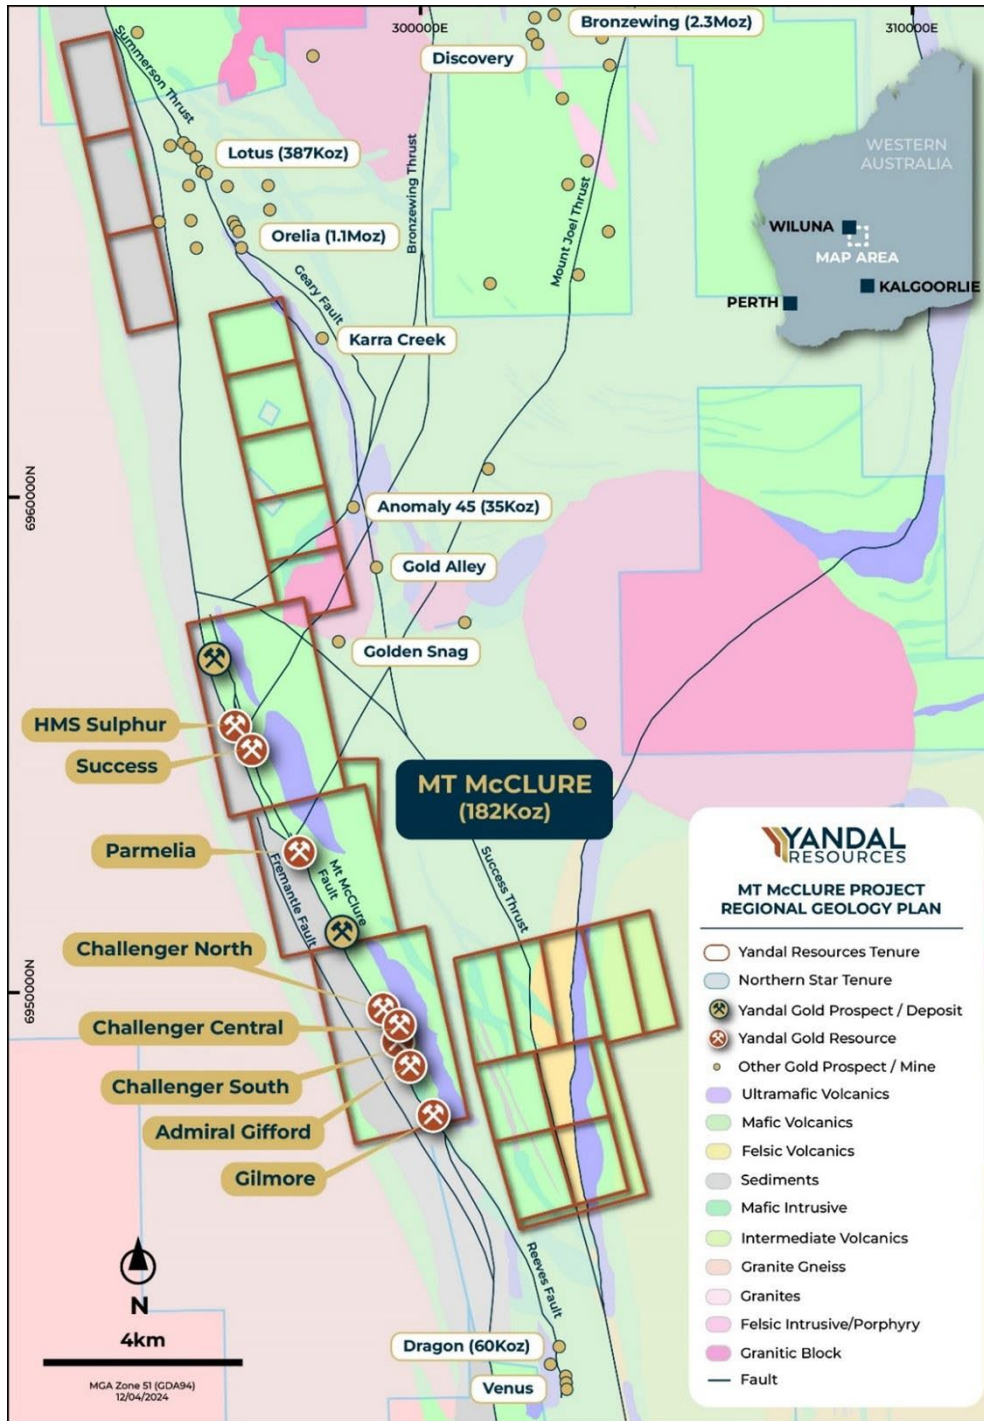 300000E
310000E
Bronzewing (2.3Moz)
Discovery
Summerson Thrust
Lotus (387Koz)
Bronzewing Thrust
Mount Joel Thrust
Orelia (1.1Moz)
Geary Fault
Karra Creek
WESTERN
AUSTRALIA
WILUNA
MAP AREA
KALGOORLIE
PERTH
6960000N
Anomaly 45 (35Koz)
Gold Alley
Golden Snag
HMS Sulphur
Success
MT McCLURE
(182Koz)
Parmelia
Mt McClure
Fault
Fremantle Fault
Success Thrust
Challenger North
6950000N
Challenger Central
Challenger South
Admiral Gifford
Gilmore
Reeves Fault
Dragon (60Koz)
Venus
N
4km
MGA Zone 51 (GDA94)
12/04/2024
YANDAL
RESOURCES
MT McCLURE PROJECT
REGIONAL GEOLOGY PLAN
Yandal Resources Tenure
Northern Star Tenure
Yandal Gold Prospect / Deposit
Yandal Gold Resource
Other Gold Prospect / Mine
Ultramafic Volcanics
Mafic Volcanics
Felsic Volcanics
Sediments
Mafic Intrusive
Intermediate Volcanics
Granite Gneiss
Granites
Felsic Intrusive/Porphyry
Granitic Block
Fault